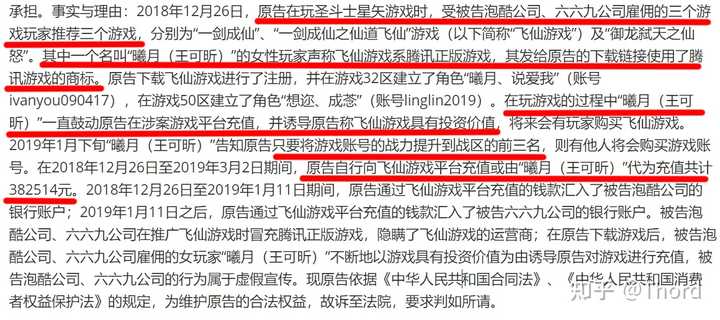 承担。事实与理由：2018年12月26日，原告在玩圣斗士星矢游戏时，受被告泡酷公司、六六九公司雇佣的三个游
戏玩家推荐三个游戏，分别为“一剑成仙”、“一剑成仙之仙道飞仙”游戏（以下简称“飞仙游戏”）及“御龙弑天之仙
怒”。其中一个名叫“曦月（王可昕）”的女性玩家声称飞仙游戏系腾讯正版游戏，其发给原告的下载链接使用了腾
讯游戏的商标。原告下载飞仙游戏进行了注册，并在游戏32区建立了角色“曦月、说爱我”（账号
ivanyou090417），在游戏50区建立了角色“想恣、成菍”（账号linglin2019）。在玩游戏的过程中“曦月（王可
昕）”一直鼓动原告在涉案游戏平台充值，并诱导原告称飞仙游戏具有投资价值，将来会有玩家购买飞仙游戏。
2019年1月下旬“曦月（王可昕）”告知原告只要将游戏账号的战力提升到战区的前三名，则有他人将会购买游戏账
号。在2018年12月26日至2019年3月2日期间，原告自行向飞仙游戏平台充值或由“曦月（王可昕）”代为充值共计
382514元。2018年12月26日至2019年1月11日期间，原告通过飞仙游戏平台充值的钱款汇入了被告泡酷公司的
银行账户；2019年1月11日之后，原告通过飞仙游戏平台充值的钱款汇入了被告六六九公司的银行账户。被告泡
酷公司、六六九公司在推广飞仙游戏时冒充腾讯正版游戏，隐瞒了飞仙游戏的运营商；在原告下载游戏后，被告
泡酷公司、六六九公司雇佣的女玩家“曦月（王可昕）”不断地以游戏具有投资价值为由诱导原告对游戏进行充值，被
告泡酷公司、六六九公司的行为属于虚假宣传。现原告依据《中华人民共和国合同法》、《中华人民共和国消费
者权益保护法》的规定，为维护原告的合法权益，故诉至法院，要求判如所请。
知乎 @Tnord